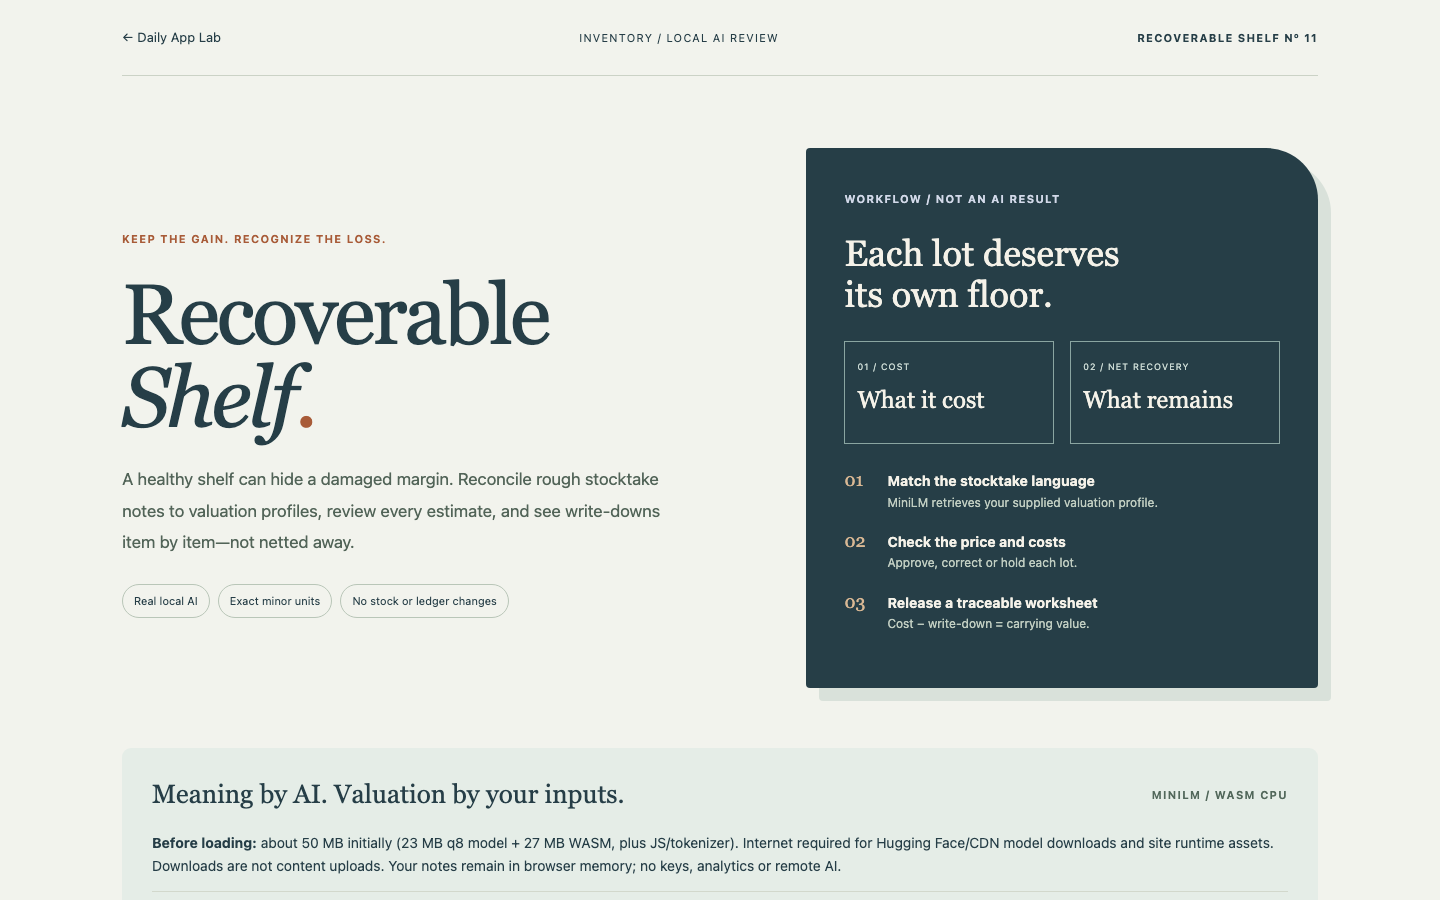 ← Daily App Lab
INVENTORY / LOCAL AI REVIEW
RECOVERABLE SHELF Nº 11
KEEP THE GAIN. RECOGNIZE THE LOSS.
Recoverable
Shelf.
A healthy shelf can hide a damaged margin. Reconcile rough stocktake
notes to valuation profiles, review every estimate, and see write-downs
item by item—not netted away.
Real local AI
Exact minor units
No stock or ledger changes
WORKFLOW / NOT AN AI RESULT
Each lot deserves
its own floor.
01 / COST
What it cost
02 / NET RECOVERY
What remains
01
Match the stocktake language
MiniLM retrieves your supplied valuation profile.
02
Check the price and costs
Approve, correct or hold each lot.
03
Release a traceable worksheet
Cost − write-down = carrying value.
Meaning by AI. Valuation by your inputs.
MINILM / WASM CPU
Before loading: about 50 MB initially (23 MB q8 model + 27 MB WASM, plus JS/tokenizer). Internet required for Hugging Face/CDN model downloads and site runtime assets.
Downloads are not content uploads. Your notes remain in browser memory; no keys, analytics or remote AI.